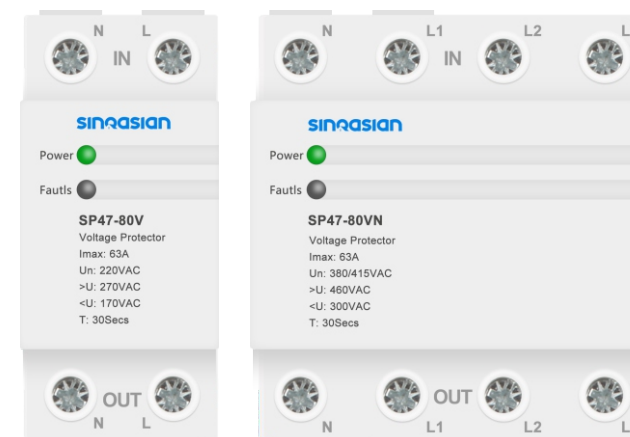 N L
IN
SINQASIAN
Power
Fautls
SP47-80V
Voltage Protector
Imax: 63A
Un: 220VAC
>U: 270VAC
<U: 170VAC
T: 30Secs
OUT
N L
N L1 L2 L
IN
SINQASIAN
Power
Fautls
SP47-80VN
Voltage Protector
Imax: 63A
Un: 380/415VAC
>U: 460VAC
<U: 300VAC
T: 30Secs
OUT
N L1 L2 L